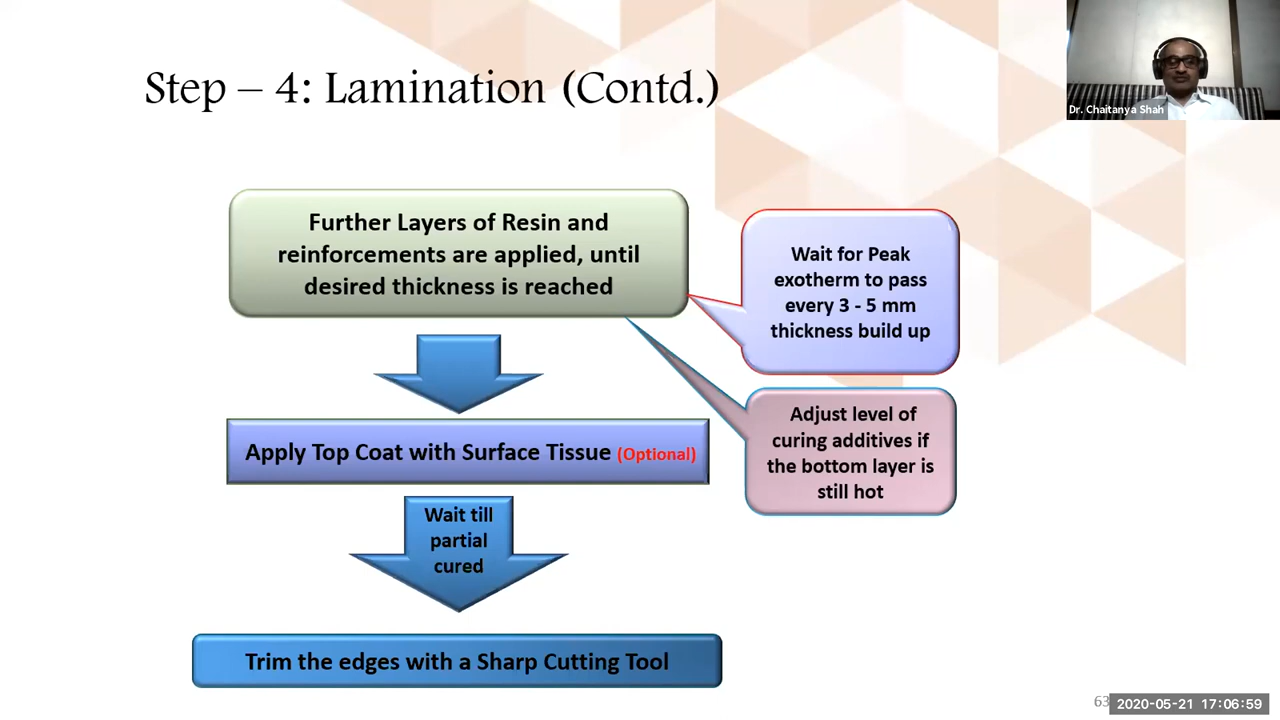 Step – 4: Lamination (Contd.)
Dr. Chaitanya Shah
Further Layers of Resin and
reinforcements are applied, until
desired thickness is reached
Wait for Peak
exotherm to pass
every 3 - 5 mm
thickness build up
Adjust level of
curing additives if
the bottom layer is
still hot
Apply Top Coat with Surface Tissue (Optional)
Wait till
partial
cured
Trim the edges with a Sharp Cutting Tool
63
2020-05-21 17:06:59